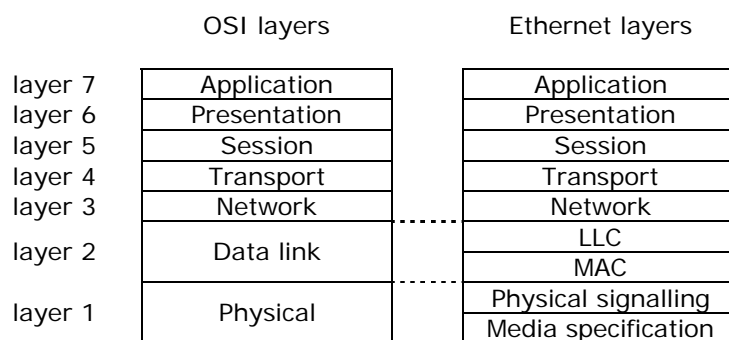 OSI layers Ethernet layers
layer 7 Application Application
layer 6 Presentation Presentation
layer 5 Session Session
layer 4 Transport Transport
layer 3 Network Network
layer 2 Data link LLC
MAC
layer 1 Physical Physical signalling
Media specification